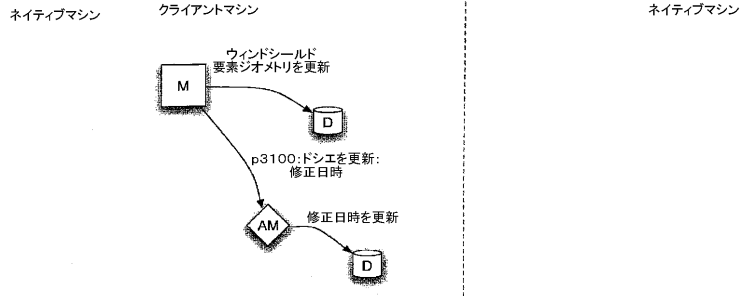 ネイティブマシン
クライアントマシン
ネイティブマシン
ウィンドシールド
要素ジオメトリを更新
M
D
p3100:ドシエを更新:
修正日時
AM
修正日時を更新
D